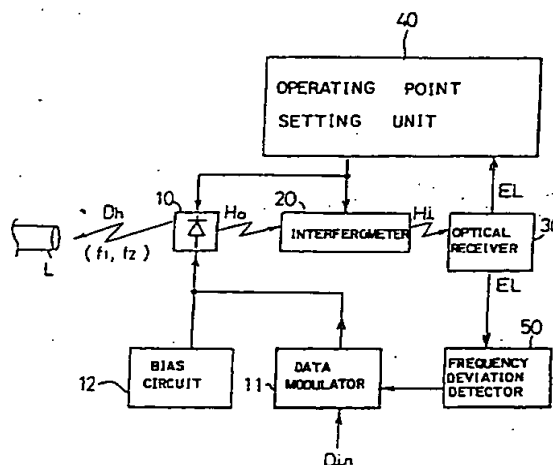 40
OPERATING POINT
SETTING UNIT
10
20
EL
Dh
Ho
INTERFEROMETER
Hi
OPTICAL
RECEIVER
30
L
(f1, f2)
EL
50
12
BIAS
CIRCUIT
11
DATA
MODULATOR
FREQUENCY
DEVIATION
DETECTOR
Din